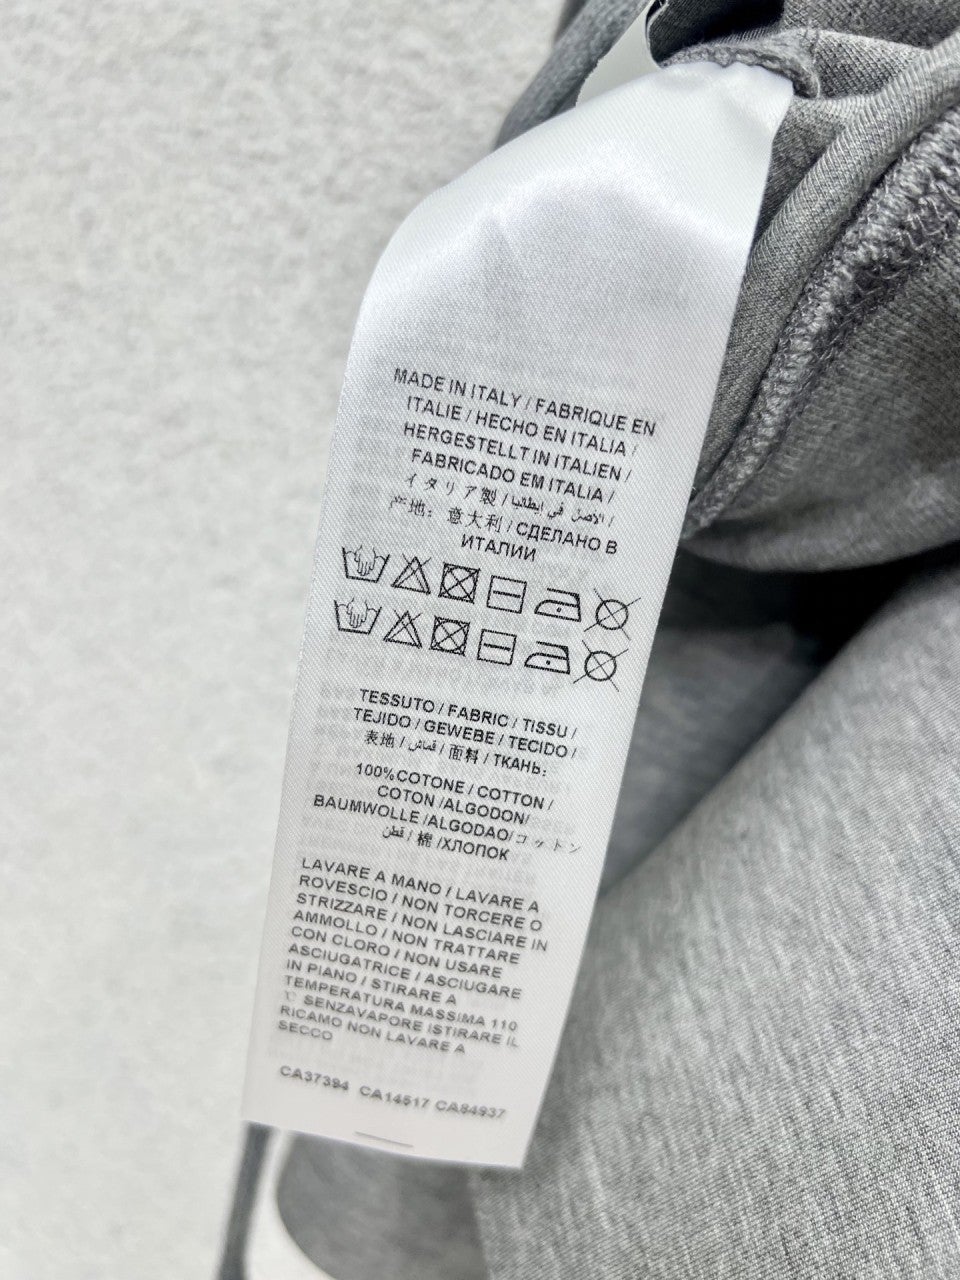 MADE IN ITALY / FABRIQUE EN
ITALIE / HECHO EN ITALIA /
HERGESTELLT IN ITALIEN /
FABRICADO EM ITALIA /
イタリア製 / الأصل في إيطاليا /
产地: 意大利 / СДЕЛАНО В
ИТАЛИИ
TESSUTO / FABRIC / TISSU /
TEJIDO / GEWEBE / TECIDO /
表地 / قماش / 面料 / ТКАНЬ:
100% COTONE / COTTON /
COTON /ALGODON/
BAUMWOLLE /ALGODAO/コットン
قطن / 棉 /ХЛОПОК
LAVARE A MANO / LAVARE A
ROVESCIO / NON TORCERE O
STRIZZARE / NON LASCIARE IN
AMMOLLO / NON TRATTARE
CON CLORO / NON USARE
ASCIUGATRICE / ASCIUGARE
IN PIANO / STIRARE A
TEMPERATURA MASSIMA 110
℃ SENZAVAPORE ISTIRARE IL
RICAMO NON LAVARE A
SECCO
CA37394 CA14517 CA84937